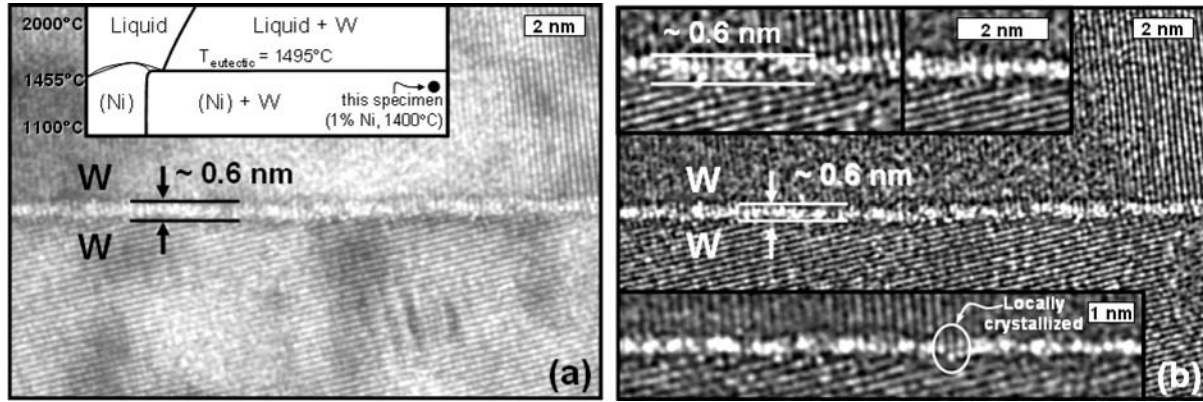 2000°C
Liquid
Liquid + W
T eutectic = 1495°C
1455°C
(Ni)
(Ni) + W
this specimen
(1% Ni, 1400°C)
1100°C
2 nm
W
~ 0.6 nm
W
(a)
~ 0.6 nm
2 nm
2 nm
W
~ 0.6 nm
W
Locally
crystallized
1 nm
(b)